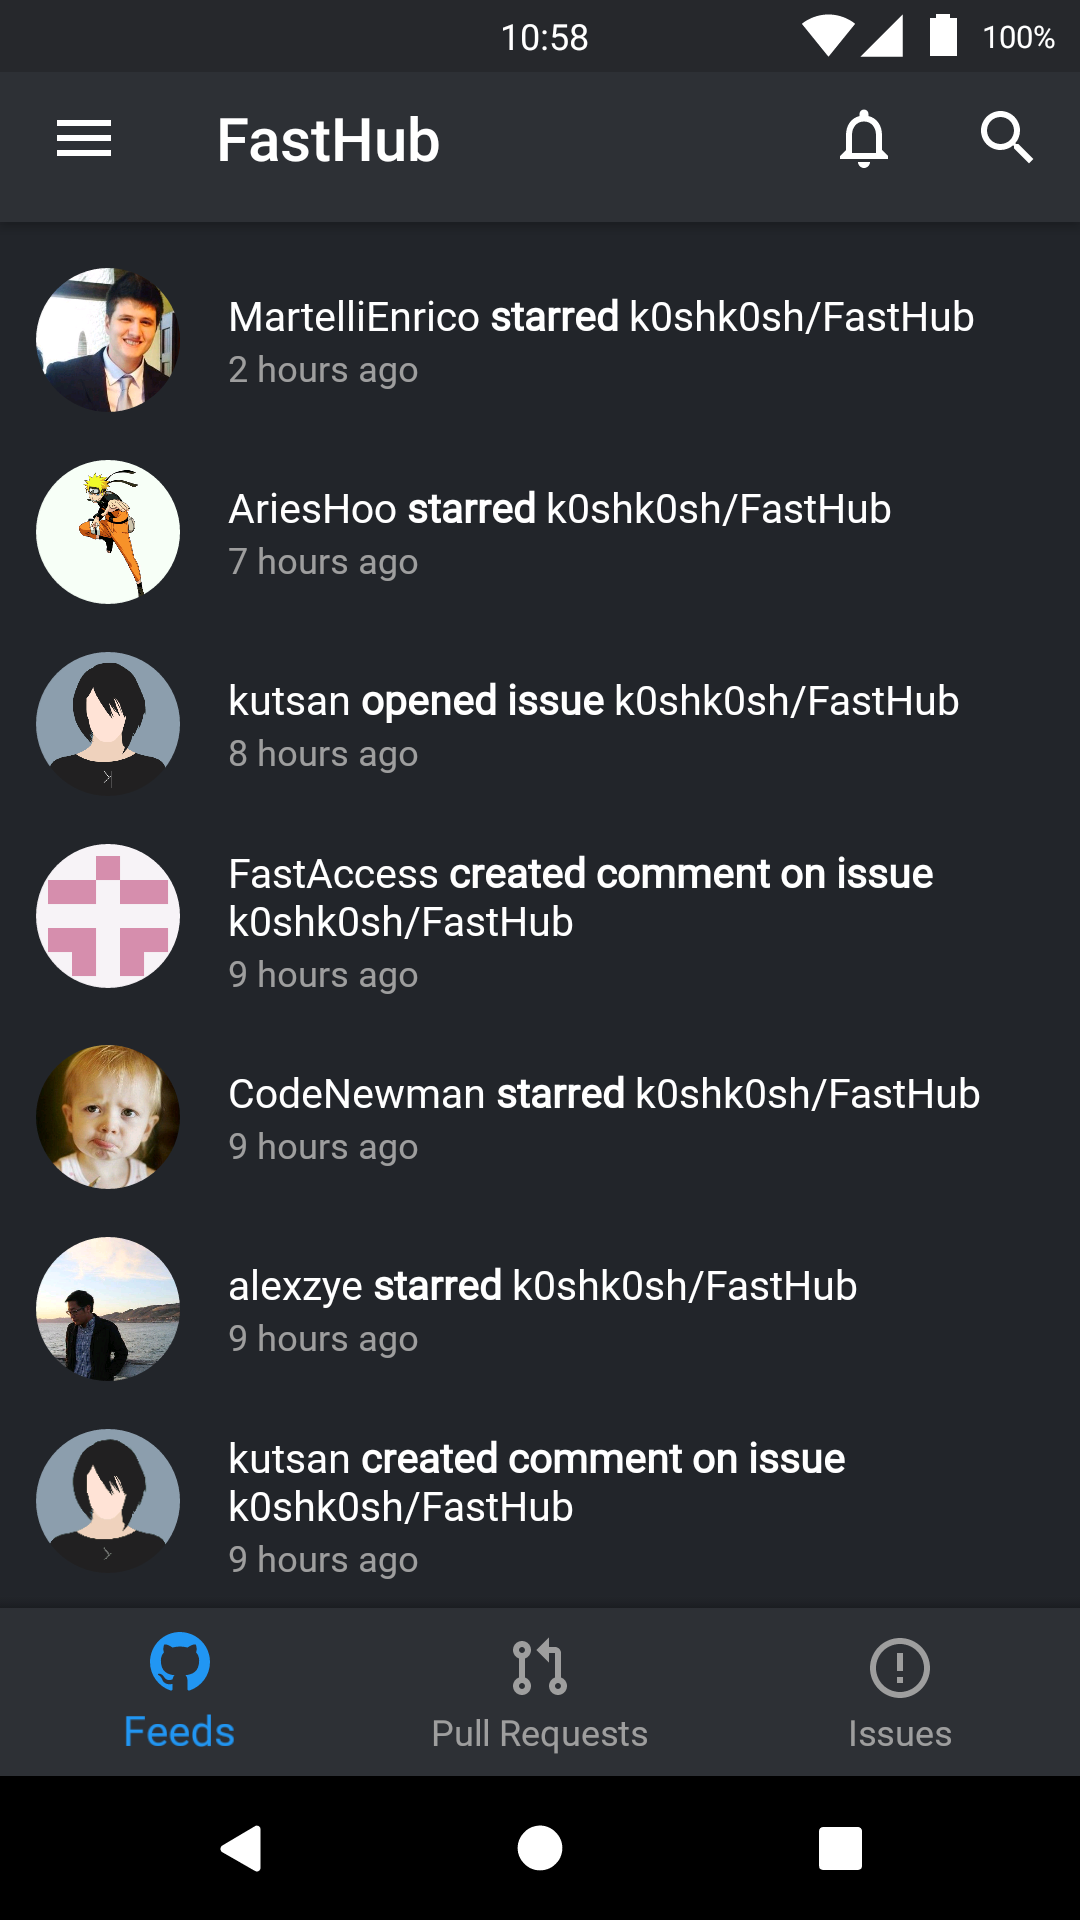 10:58
100%
FastHub
MartelliEnrico starred k0shk0sh/FastHub
2 hours ago
AriesHoo starred k0shk0sh/FastHub
7 hours ago
kutsan opened issue k0shk0sh/FastHub
8 hours ago
FastAccess created comment on issue
k0shk0sh/FastHub
9 hours ago
CodeNewman starred k0shk0sh/FastHub
9 hours ago
alexzye starred k0shk0sh/FastHub
9 hours ago
kutsan created comment on issue
k0shk0sh/FastHub
9 hours ago
Feeds
Pull Requests
Issues